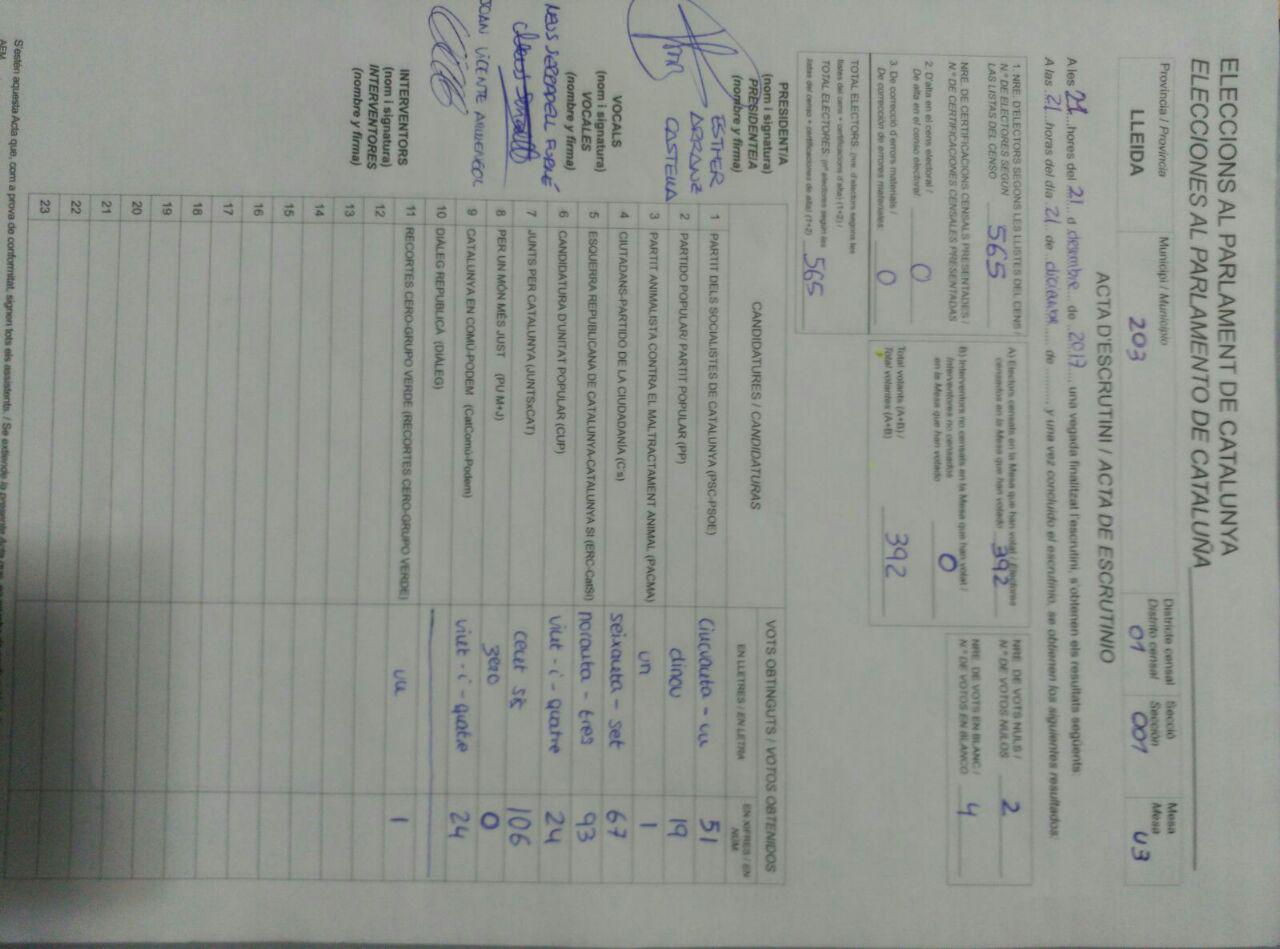 ELECCIONS AL PARLAMENT DE CATALUNYA
ELECCIONES AL PARLAMENTO DE CATALUÑA
Província / Provincia
LLEIDA
Municipi / Municipio
203
Districte censal
Distrito censal
01
Secció
Sección
001
Mesa
Mesa
U3
ACTA D'ESCRUTINI / ACTA DE ESCRUTINIO
A les 21 hores del 21 d desembre de 2017, una vegada finalitzat l'escrutini, s'obtenen els resultats següents:
A las 21 horas del día 21 de diciembre de ........., y una vez concluido el escrutinio, se obtienen los siguientes resultados:
1. NRE. D'ELECTORS SEGONS LES LLISTES DEL CENS /
N.º DE ELECTORES SEGÚN
LAS LISTAS DEL CENSO 565
NRE. DE CERTIFICACIONS CENSALS PRESENTADES /
N.º DE CERTIFICACIONES CENSALES PRESENTADAS
2. D'alta en el cens electoral /
De alta en el censo electoral: 0
3. De correcció d'errors materials /
De corrección de errores materiales: 0
TOTAL ELECTORS: (nre. d'electors segons les
llistes del cens + certificacions d'alta) (1+2) /
TOTAL ELECTORES: (nº electores según las
listas del censo + certificaciones de alta) (1+2) 565
A) Electors censats en la Mesa que han votat / Electores
censados en la Mesa que han votado 392
B) Interventors no censats en la Mesa que han votat /
Interventores no censados
en la Mesa que han votado 0
Total votants (A+B) /
Total votantes (A+B) 392
NRE. DE VOTS NULS /
N.º DE VOTOS NULOS 2
NRE. DE VOTS EN BLANC /
N.º DE VOTOS EN BLANCO 4
PRESIDENT/A
(nom i signatura)
PRESIDENTE/A
(nombre y firma)
ESTHER
ARRANZ
CASTELLA
VOCALS
(nom i signatura)
VOCALES
(nombre y firma)
NEUS SERRADELL
JOAN VICENTE ARMENGOL
INTERVENTORS
(nom i signatura)
INTERVENTORES
(nombre y firma)
CANDIDATURES / CANDIDATURAS
VOTS OBTINGUTS / VOTOS OBTENIDOS
EN LLETRES / EN LETRA
EN XIFRES / EN
NÚM.
1 PARTIT DELS SOCIALISTES DE CATALUNYA (PSC-PSOE) Cincuanta - un 51
2 PARTIDO POPULAR/ PARTIT POPULAR (PP) dinou 19
3 PARTIT ANIMALISTA CONTRA EL MALTRACTAMENT ANIMAL (PACMA) un 1
4 CIUTADANS-PARTIDO DE LA CIUDADANÍA (C's) seixanta - set 67
5 ESQUERRA REPUBLICANA DE CATALUNYA-CATALUNYA SÍ (ERC-CatSí) noranta - tres 93
6 CANDIDATURA D'UNITAT POPULAR (CUP) vint - i - quatre 24
7 JUNTS PER CATALUNYA (JUNTSxCAT) cent sis 106
8 PER UN MÓN MÉS JUST (PU M+J) zero 0
9 CATALUNYA EN COMÚ-PODEM (CatComú-Podem) vint - i - quatre 24
10 DIÀLEG REPUBLICÀ (DIÀLEG)
11 RECORTES CERO-GRUPO VERDE (RECORTES CERO-GRUPO VERDE) un 1
12
13
14
15
16
17
18
19
20
21
22
23
S'estén aquesta Acta que, com a prova de conformitat, signen tots els assistents. / Se extiende la presente Acta que,
AEM